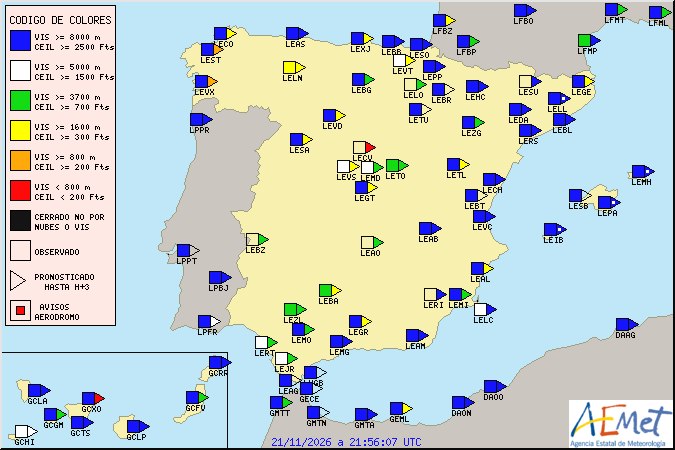 CODIGO DE COLORES
VIS >= 8000 m
CEIL >= 2500 Fts
VIS >= 5000 m
CEIL >= 1500 Fts
VIS >= 3700 m
CEIL >= 700 Fts
VIS >= 1600 m
CEIL >= 300 Fts
VIS >= 800 m
CEIL >= 200 Fts
VIS < 800 m
CEIL < 200 Fts
CERRADO NO POR
NUBES O VIS
OBSERVADO
PRONOSTICADO
HASTA H+3
AVISOS
AERODROMO
LFBO
LFMT
LFML
LFBZ
LECO
LEAS
LEXJ
LEBB
LESO
LFBP
LFMP
LEST
LELN
LEVT
LEPP
LEVX
LEBG
LELO
LEBR
LEHC
LESU
LEGE
LELL
LPPR
LEVD
LETU
LEZG
LEDA
LEBL
LERS
LESA
LECV
LEVS
LEMD
LETO
LETL
LEMH
LECH
LEGT
LEBT
LESB
LEPA
LEVC
LEAB
LEIB
LPPT
LEBZ
LEAO
LEAL
LPBJ
LEBA
LERI
LEMI
LELC
LEZL
LPFR
LEMO
LEGR
DAAG
LERT
LEMG
LEAM
LEJR
GCRR
LEAG
GECE
DAOO
GCLA
GCXO
GCFV
GMTT
GEML
DAON
GCGM
GMTN
GMTA
GCTS
GCLP
GCHI
21/11/2026 a 21:56:07 UTC
AEMet
Agencia Estatal de Meteorología